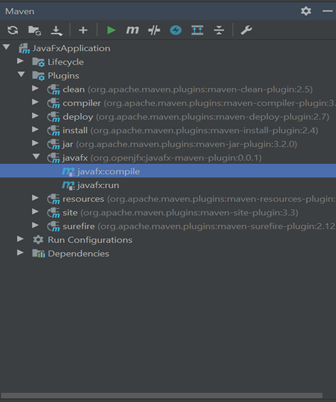 Maven
JavaFxApplication
Lifecycle
Plugins
clean (org.apache.maven.plugins:maven-clean-plugin:2.5)
compiler (org.apache.maven.plugins:maven-compiler-plugin:3.
deploy (org.apache.maven.plugins:maven-deploy-plugin:2.7)
install (org.apache.maven.plugins:maven-install-plugin:2.4)
jar (org.apache.maven.plugins:maven-jar-plugin:3.2.0)
javafx (org.openjfx:javafx-maven-plugin:0.0.1)
javafx:compile
javafx:run
resources (org.apache.maven.plugins:maven-resources-plugin:
site (org.apache.maven.plugins:maven-site-plugin:3.3)
surefire (org.apache.maven.plugins:maven-surefire-plugin:2.12
Run Configurations
Dependencies